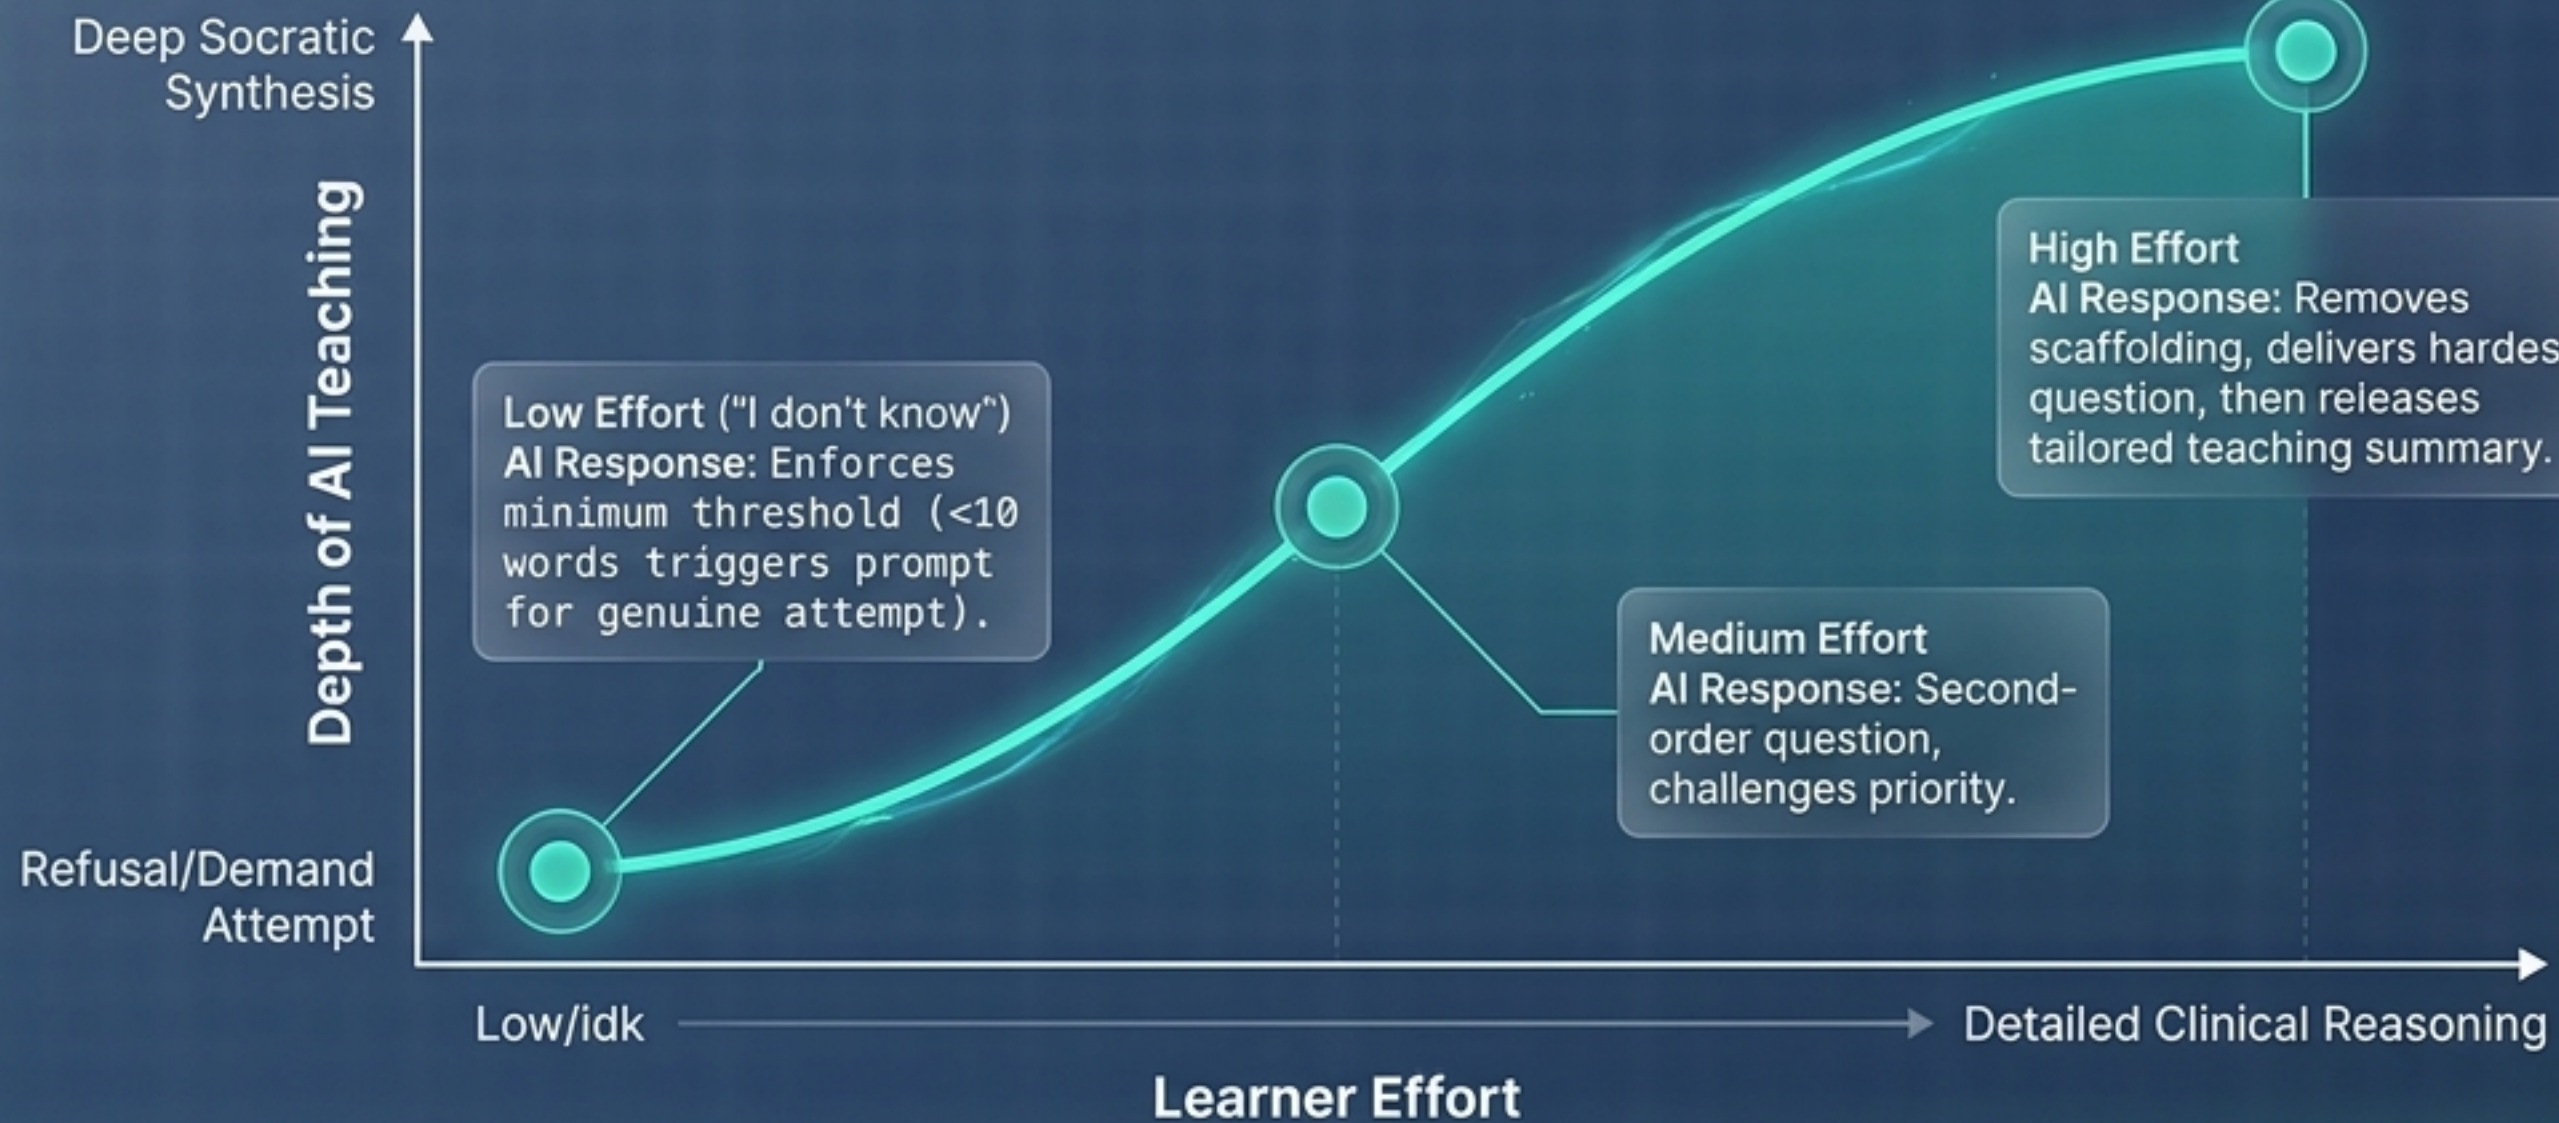 Deep Socratic
Synthesis
Depth of AI Teaching
Refusal/Demand
Attempt
Low Effort ("I don't know")
AI Response: Enforces
minimum threshold (<10
words triggers prompt
for genuine attempt).
Medium Effort
AI Response: Second-
order question,
challenges priority.
High Effort
AI Response: Removes
scaffolding, delivers hardes
question, then releases
tailored teaching summary.
Low/idk
Detailed Clinical Reasoning
Learner Effort